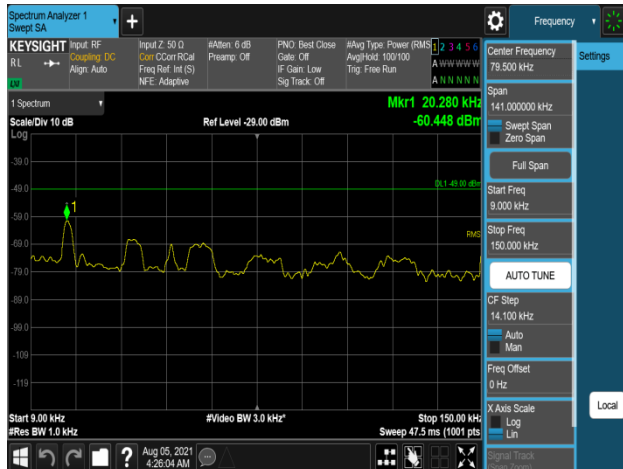 Spectrum Analyzer 1
Swept SA
+
Frequency
KEYSIGHT
RL
Input: RF
Coupling: DC
Align: Auto
Input Z: 50 Ω
Corr CCorr RCal
Freq Ref: Int (S)
NFE: Adaptive
#Atten: 6 dB
Preamp: Off
PNO: Best Close
Gate: Off
IF Gain: Low
Sig Track: Off
#Avg Type: Power (RMS
Avg|Hold: 100/100
Trig: Free Run
1 2 3 4 5 6
A W W W W W
A N N N N N
1 Spectrum
Scale/Div 10 dB
Log
Ref Level -29.00 dBm
Mkr1 20.280 kHz
-60.448 dBm
-39.0
-49.0
-59.0
-69.0
-79.0
-89.0
-99.0
-109
-119
DL1 -49.00 dBm
1
RMS
Start 9.00 kHz
#Res BW 1.0 kHz
#Video BW 3.0 kHz*
Stop 150.00 kHz
Sweep 47.5 ms (1001 pts
?
Aug 05, 2021
4:26:04 AM
Center Frequency
79.500 kHz
Span
141.000000 kHz
Swept Span
Zero Span
Full Span
Start Freq
9.000 kHz
Stop Freq
150.000 kHz
AUTO TUNE
CF Step
14.100 kHz
Auto
Man
Freq Offset
0 Hz
X Axis Scale
Log
Lin
Signal Track
(Span Zoom)
Settings
Local